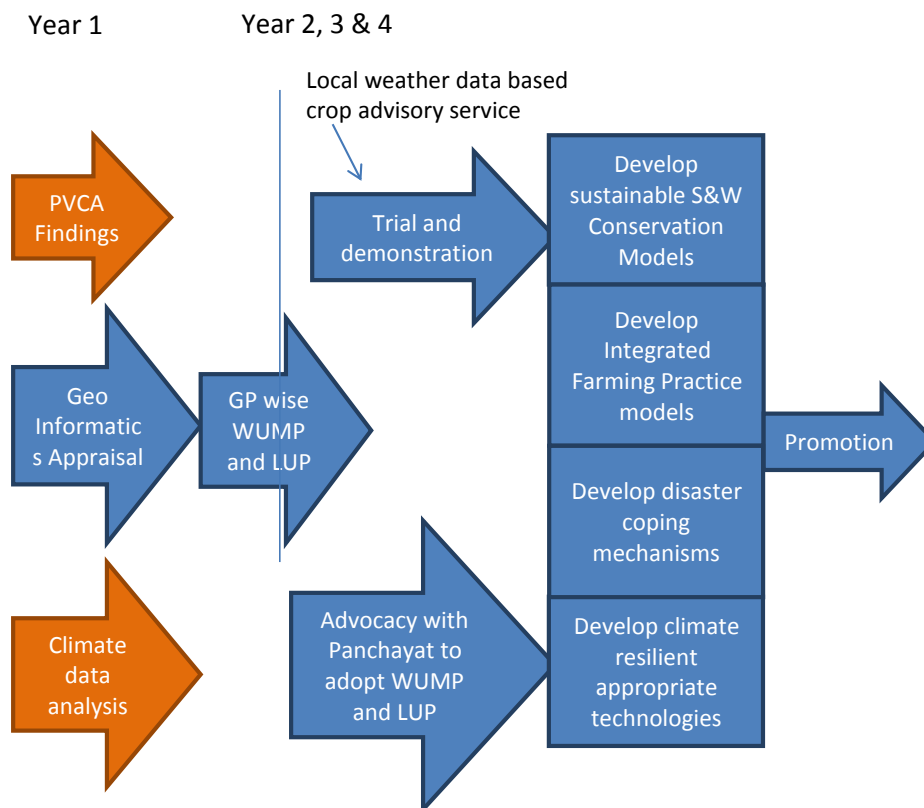 Year 1
Year 2, 3 & 4
Local weather data based
crop advisory service
PVCA
Findings
Trial and
demonstration
Develop
sustainable S&W
Conservation
Models
Geo
Informatic
s Appraisal
GP wise
WUMP
and LUP
Develop
Integrated
Farming Practice
models
Promotion
Develop disaster
coping
mechanisms
Climate
data
analysis
Advocacy with
Panchayat to
adopt WUMP
and LUP
Develop climate
resilient
appropriate
technologies